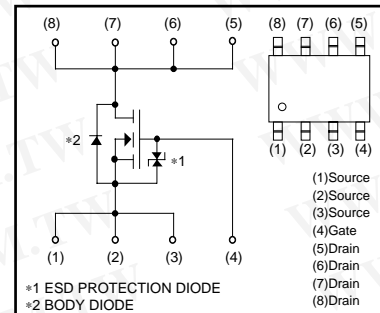 (8) (7) (6) (5)
(8) (7) (6) (5)
*2
*1
(1) (2) (3) (4)
(1) (2) (3) (4)
(1)Source
(2)Source
(3)Source
(4)Gate
(5)Drain
(6)Drain
(7)Drain
(8)Drain
*1 ESD PROTECTION DIODE
*2 BODY DIODE